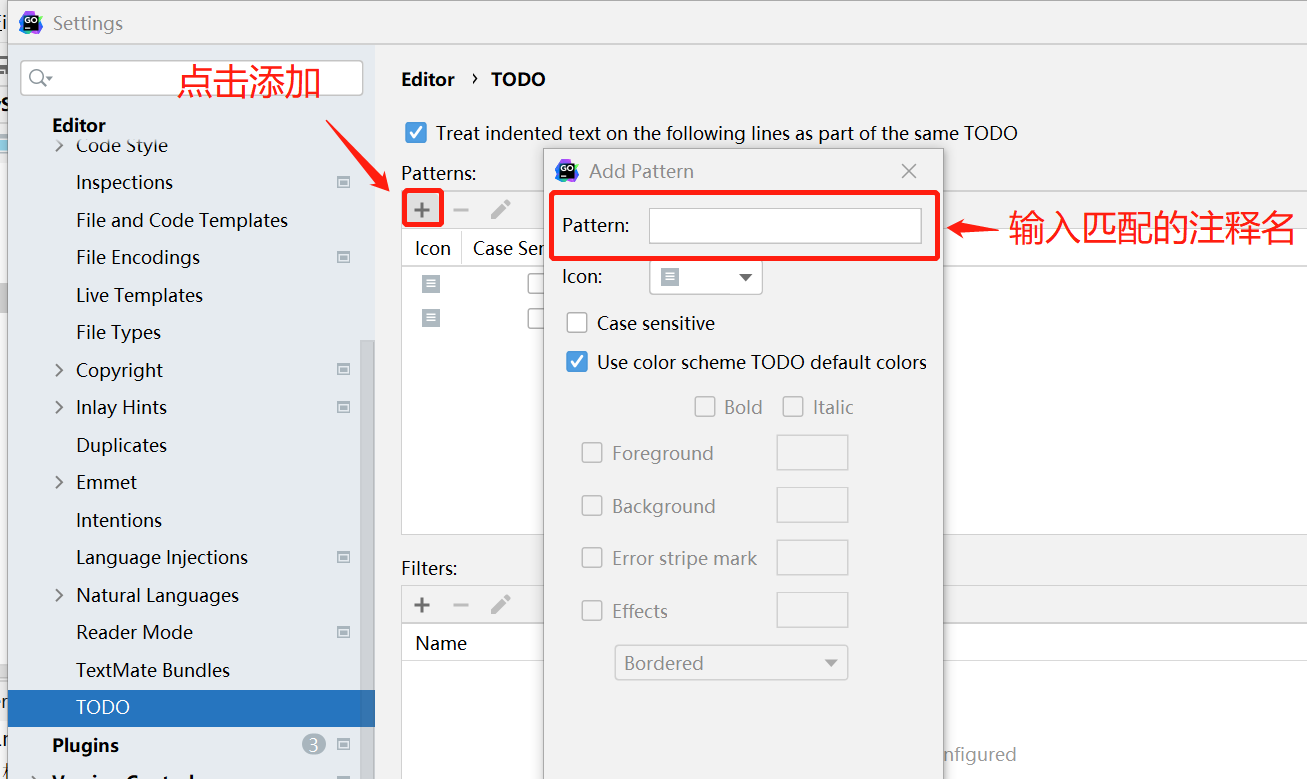 Settings
点击添加
Editor › TODO
Editor
Code Style
Inspections
File and Code Templates
File Encodings
Live Templates
File Types
Copyright
Inlay Hints
Duplicates
Emmet
Intentions
Language Injections
Natural Languages
Reader Mode
TextMate Bundles
TODO
Plugins 3
Treat indented text on the following lines as part of the same TODO
Patterns:
Icon Case Ser
Filters:
Name
nfigured
GO
Add Pattern
Pattern:
输入匹配的注释名
Icon:
Case sensitive
Use color scheme TODO default colors
Bold Italic
Foreground
Background
Error stripe mark
Effects
Bordered